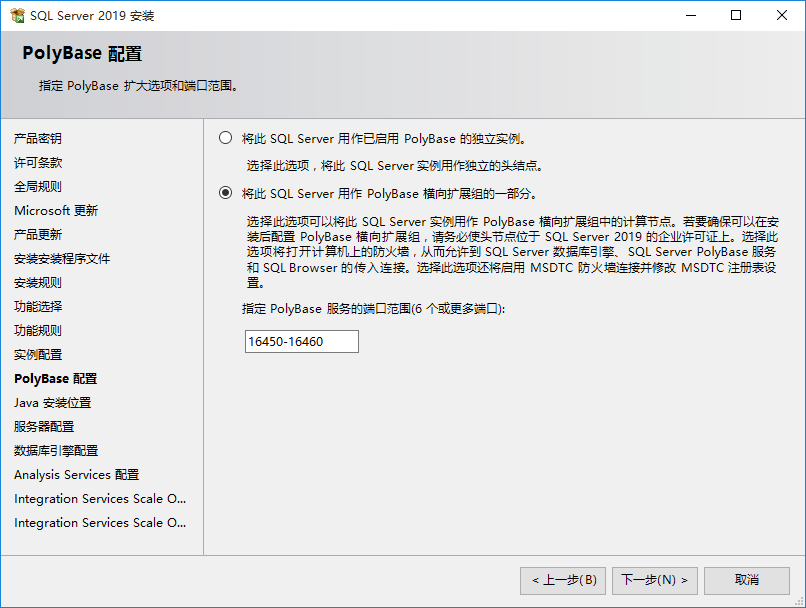 SQL Server 2019 安装
PolyBase 配置
指定 PolyBase 扩大选项和端口范围。
产品密钥
许可条款
全局规则
Microsoft 更新
产品更新
安装安装程序文件
安装规则
功能选择
功能规则
实例配置
PolyBase 配置
Java 安装位置
服务器配置
数据库引擎配置
Analysis Services 配置
Integration Services Scale O...
Integration Services Scale O...
将此 SQL Server 用作已启用 PolyBase 的独立实例。
选择此选项，将此 SQL Server 实例用作独立的头结点。
将此 SQL Server 用作 PolyBase 横向扩展组的一部分。
选择此选项可以将此 SQL Server 实例用作 PolyBase 横向扩展组中的计算节点。若要确保可以在安
装后配置 PolyBase 横向扩展组，请务必使头节点位于 SQL Server 2019 的企业许可证上。选择此
选项将打开计算机上的防火墙，从而允许到 SQL Server 数据库引擎、 SQL Server PolyBase 服务
和 SQL Browser 的传入连接。选择此选项还将启用 MSDTC 防火墙连接并修改 MSDTC 注册表设
置。
指定 PolyBase 服务的端口范围(6 个或更多端口):
16450-16460
< 上一步(B)
下一步(N) >
取消